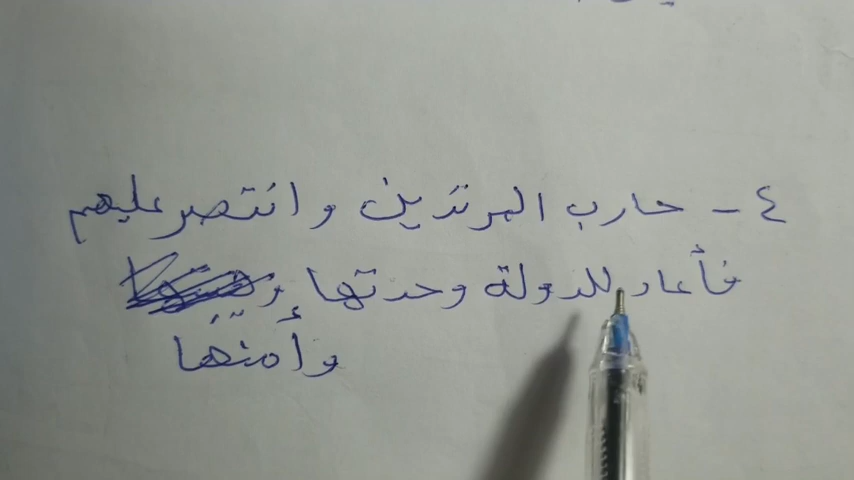 ٤ - حارب المرتدين وانتصر عليهم
فأعاد للدولة وحدتها
وأمنها